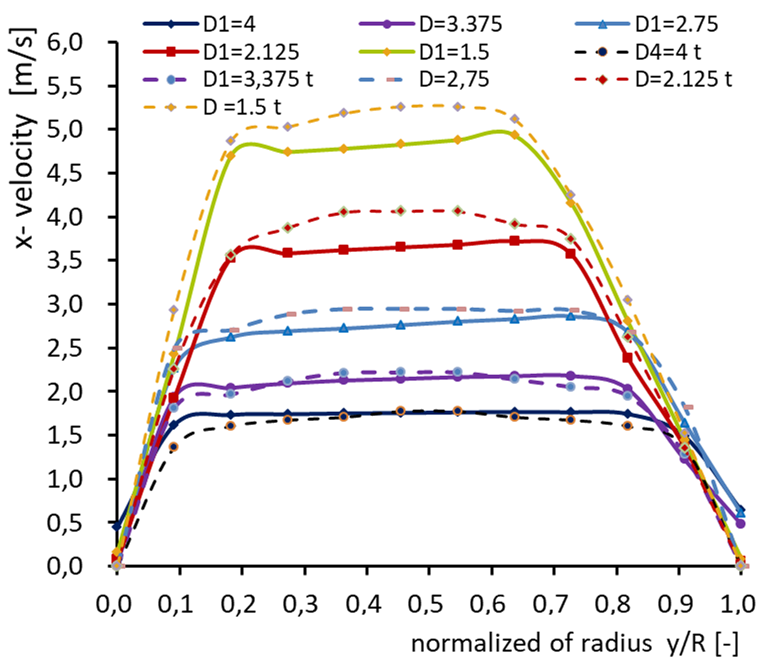 D1=4 D=3.375 D1=2.75
D1=2.125 D1=1.5 D4=4 t
D1=3,375 t D=2,75 D=2.125 t
D =1.5 t
x- velocity [m/s]
6,0
5,5
5,0
4,5
4,0
3,5
3,0
2,5
2,0
1,5
1,0
0,5
0,0
0,0 0,1 0,2 0,3 0,4 0,5 0,6 0,7 0,8 0,9 1,0
normalized of radius y/R [-]